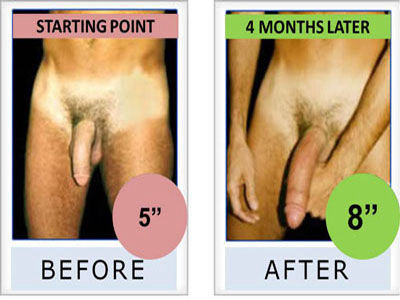 STARTING POINT
5”
BEFORE
4 MONTHS LATER
8”
AFTER